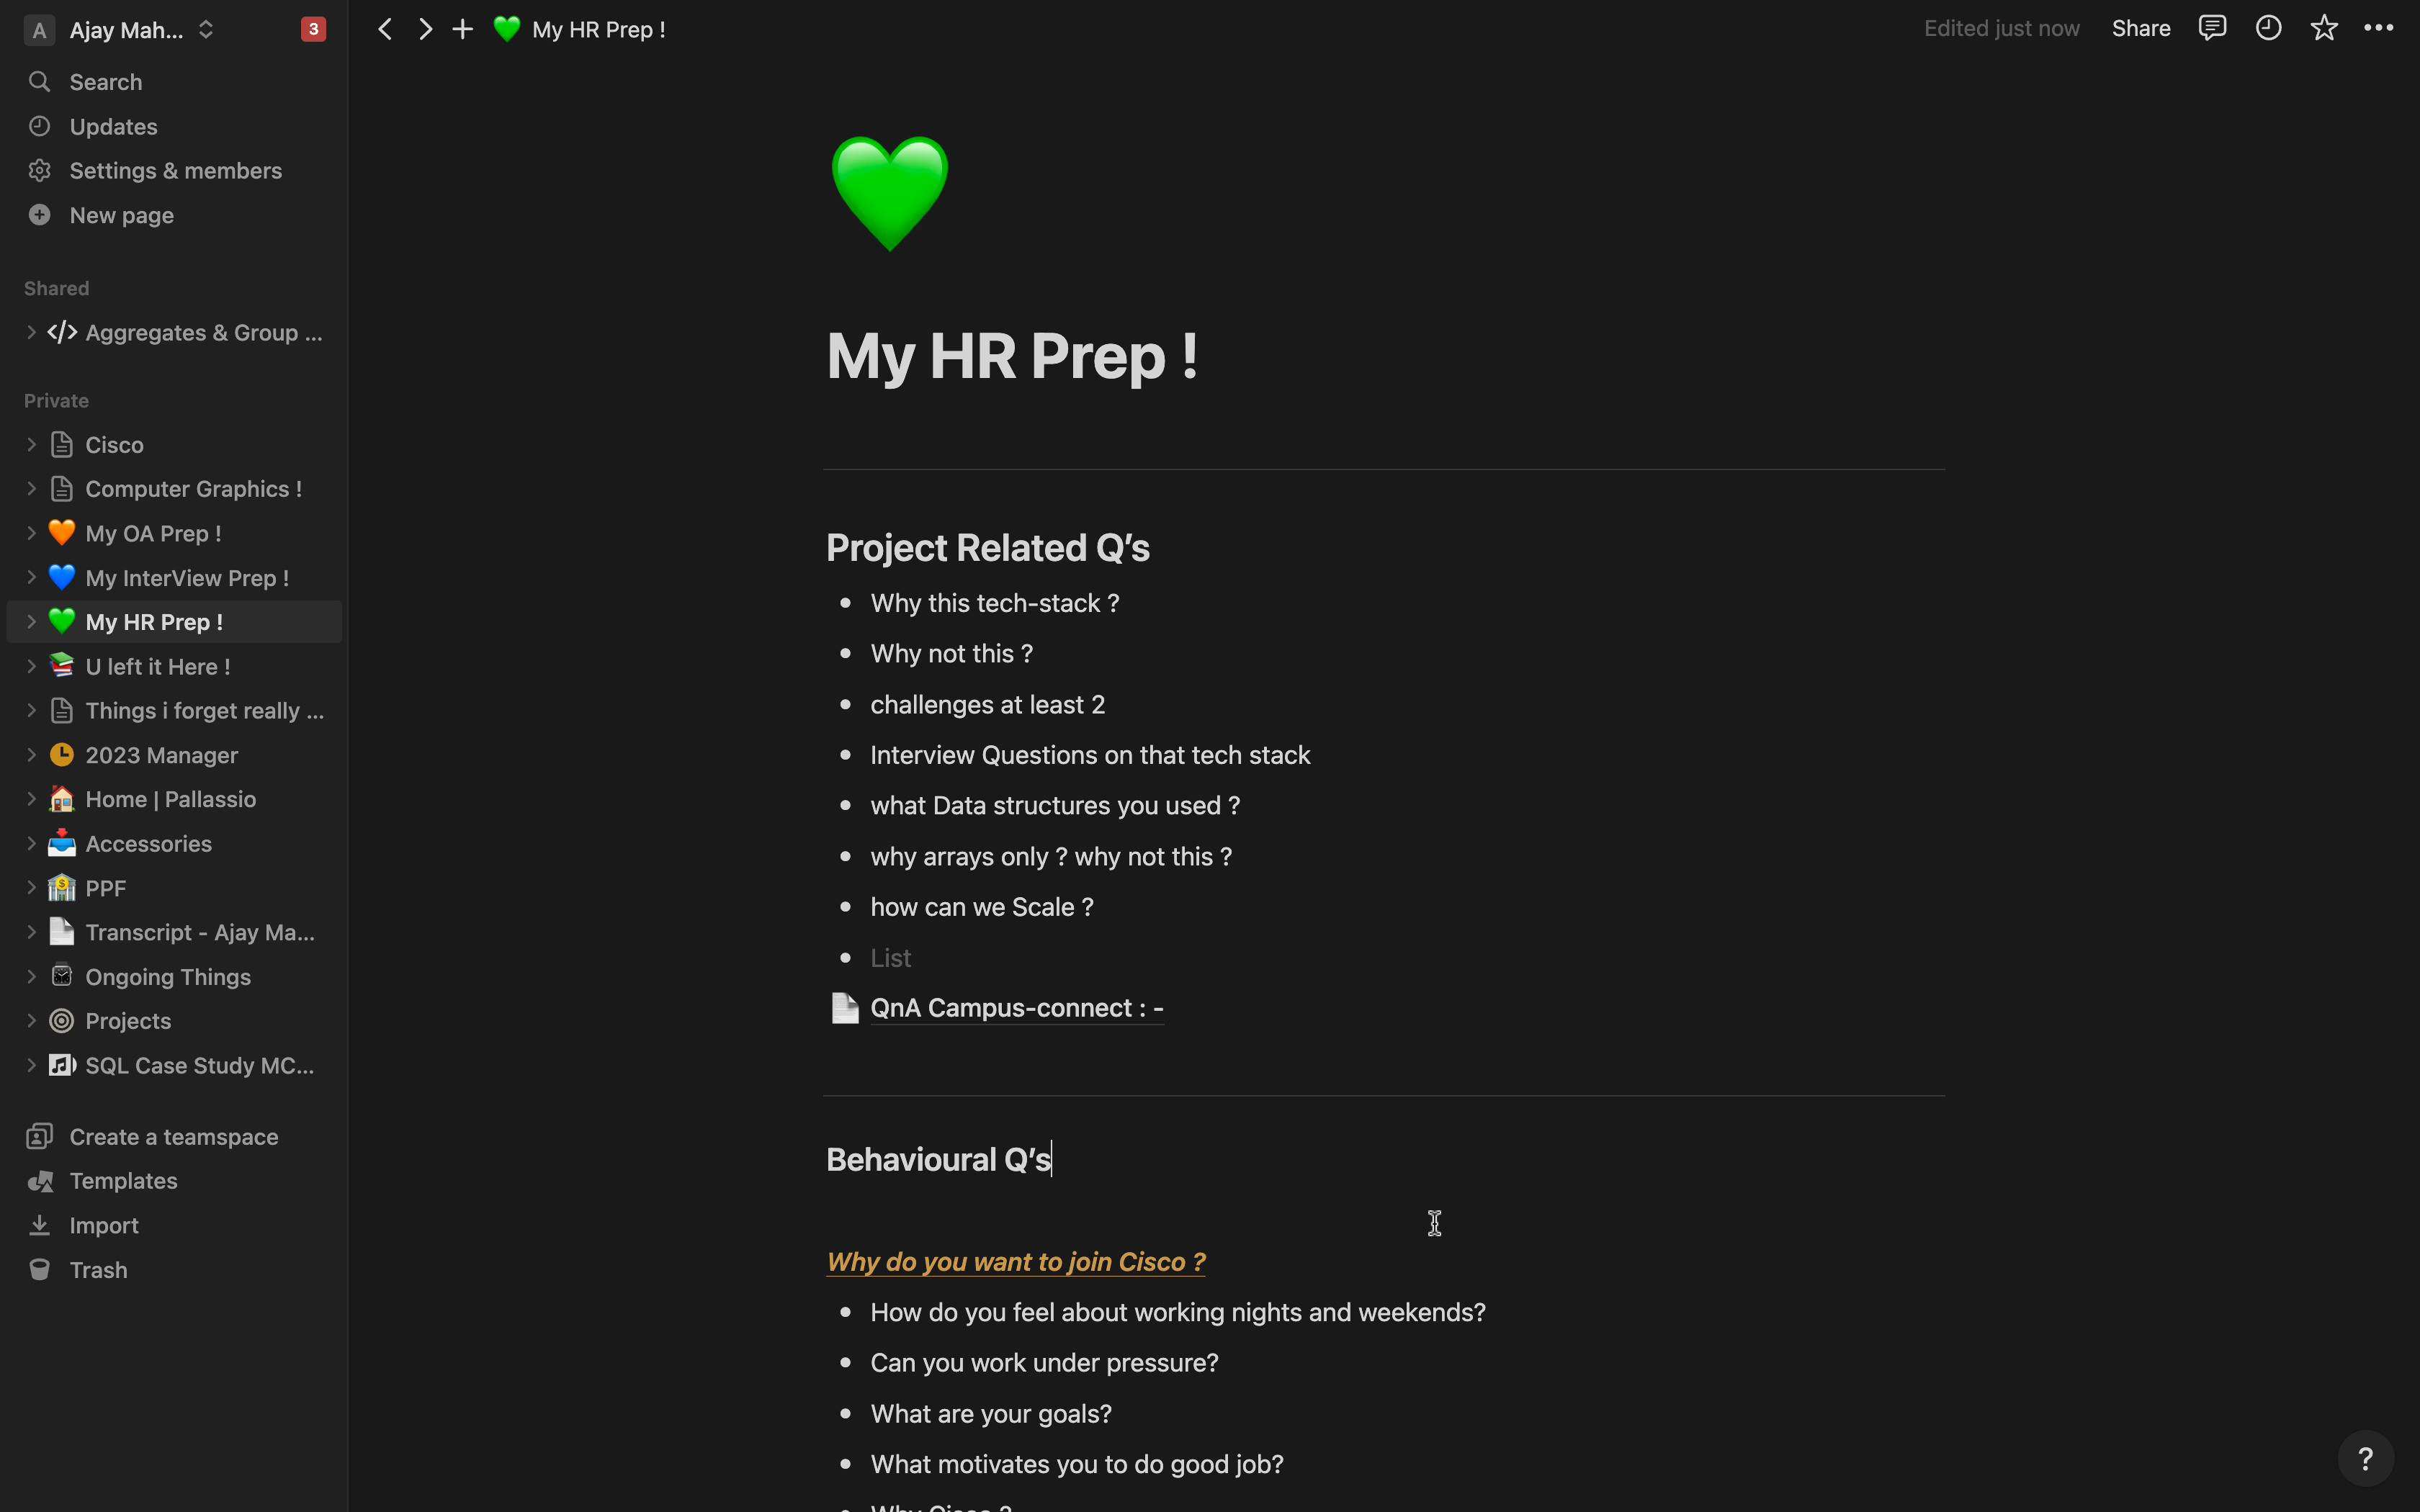 A Ajay Mah... 3
Search
Updates
Settings & members
New page
Shared
</> Aggregates & Group ...
Private
Cisco
Computer Graphics !
My OA Prep !
My InterView Prep !
My HR Prep !
U left it Here !
Things i forget really ...
2023 Manager
Home | Pallassio
Accessories
PPF
Transcript - Ajay Ma...
Ongoing Things
Projects
SQL Case Study MC...
Create a teamspace
Templates
Import
Trash
My HR Prep !
Edited just now Share
My HR Prep !
Project Related Q’s
• Why this tech-stack ?
• Why not this ?
• challenges at least 2
• Interview Questions on that tech stack
• what Data structures you used ?
• why arrays only ? why not this ?
• how can we Scale ?
• List
QnA Campus-connect : -
Behavioural Q’s
Why do you want to join Cisco ?
• How do you feel about working nights and weekends?
• Can you work under pressure?
• What are your goals?
• What motivates you to do good job?
• Why Cisco ?
?